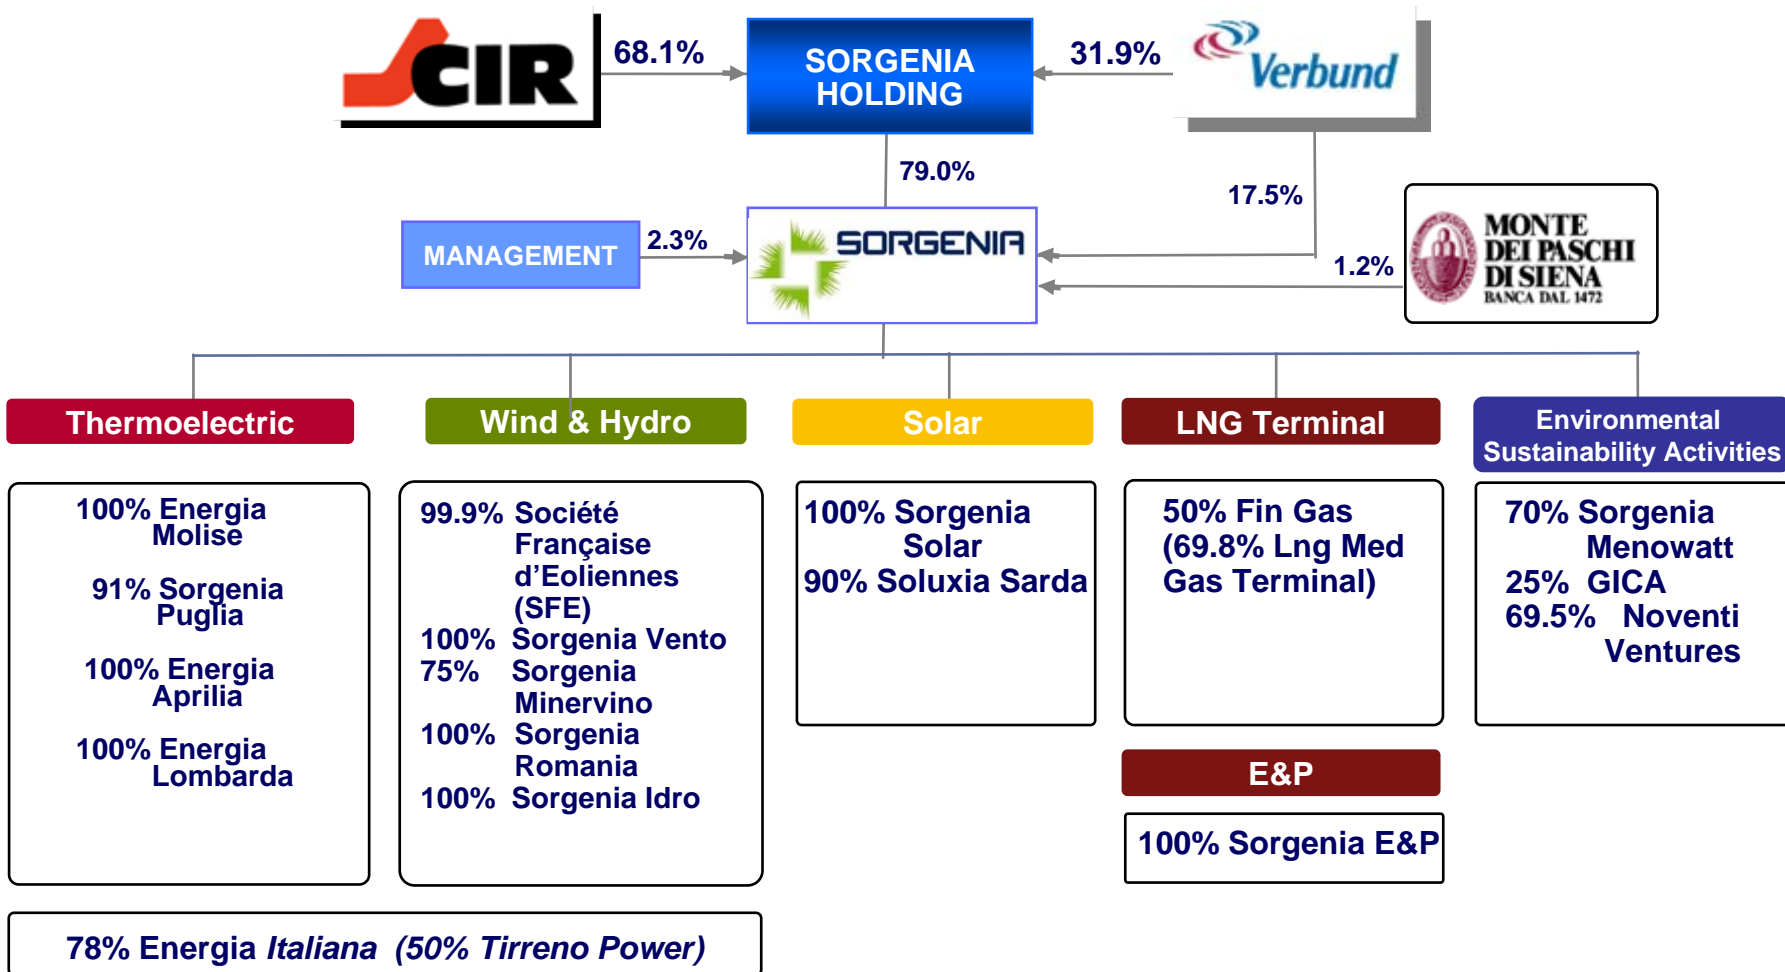 CIR
68.1%
SORGENIA
HOLDING
31.9%
Verbund
79.0%
17.5%
MANAGEMENT
2.3%
SORGENIA
1.2%
MONTE
DEI PASCHI
DI SIENA
BANCA DAL 1472
Thermoelectric
100% Energia
Molise
91% Sorgenia
Puglia
100% Energia
Aprilia
100% Energia
Lombarda
Wind & Hydro
99.9% Société
Française
d’Eoliennes
(SFE)
100% Sorgenia Vento
75% Sorgenia
Minervino
100% Sorgenia
Romania
100% Sorgenia Idro
Solar
100% Sorgenia
Solar
90% Soluxia Sarda
LNG Terminal
50% Fin Gas
(69.8% Lng Med
Gas Terminal)
E&P
100% Sorgenia E&P
Environmental
Sustainability Activities
70% Sorgenia
Menowatt
25% GICA
69.5% Noventi
Ventures
78% Energia Italiana (50% Tirreno Power)